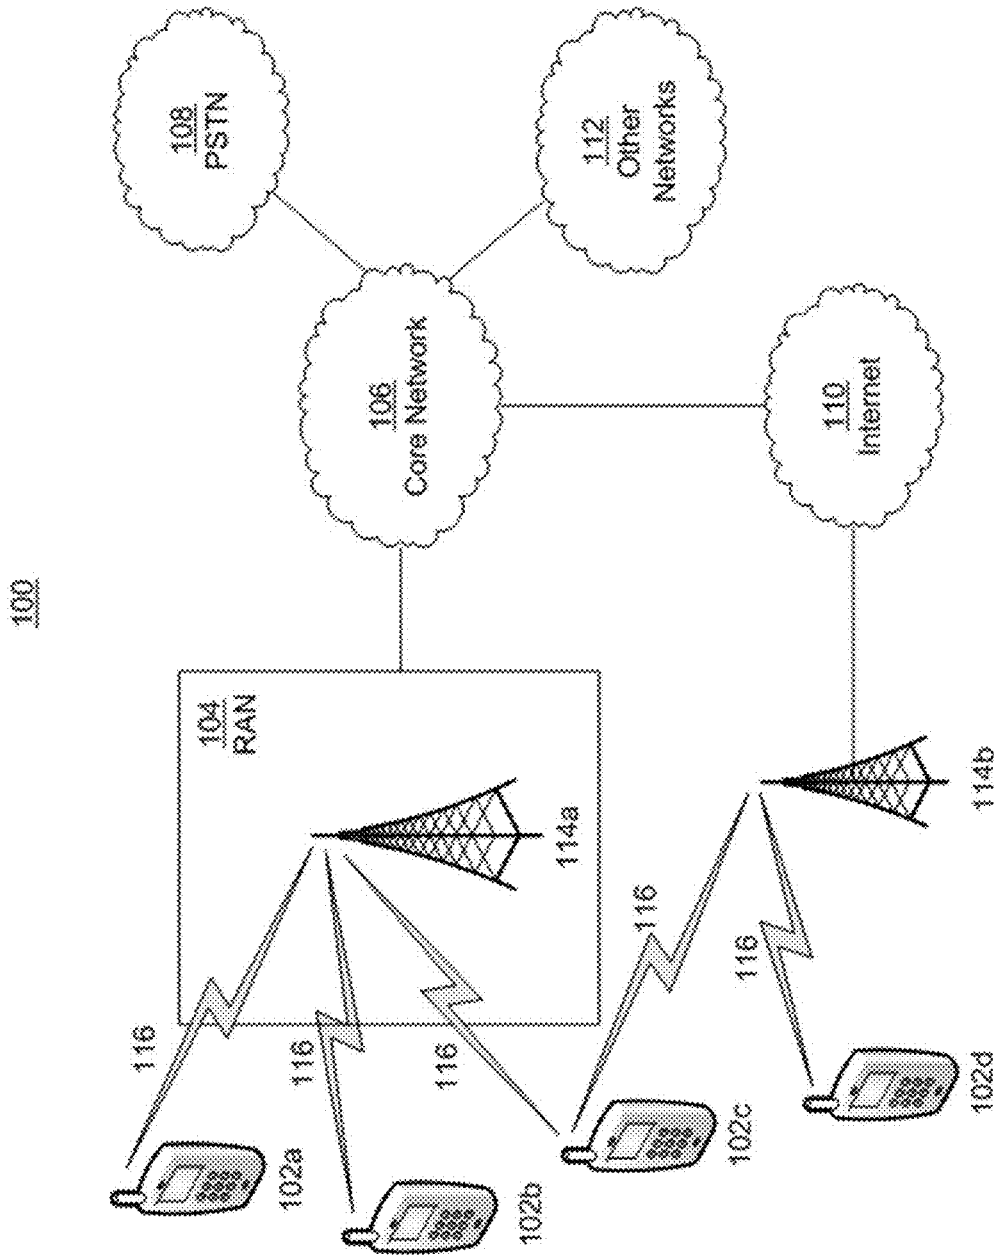 100
108
PSTN
112
Other
Networks
106
Core Network
110
Internet
104
RAN
114a
114b
116
116
116
116
116
102a
102b
102c
102d